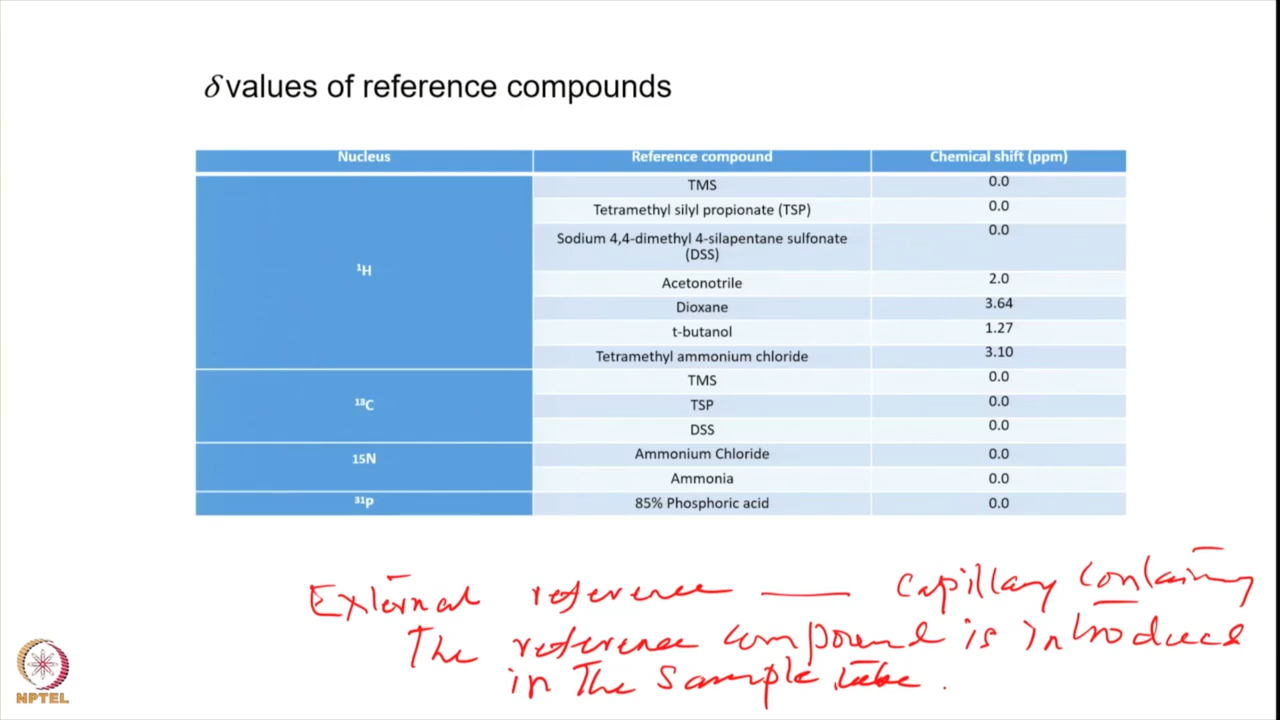 δ values of reference compounds
Nucleus Reference compound Chemical shift (ppm)
¹H
TMS 0.0
Tetramethyl silyl propionate (TSP) 0.0
Sodium 4,4-dimethyl 4-silapentane sulfonate
(DSS) 0.0
Acetonotrile 2.0
Dioxane 3.64
t-butanol 1.27
Tetramethyl ammonium chloride 3.10
¹³C
TMS 0.0
TSP 0.0
DSS 0.0
15N
Ammonium Chloride 0.0
Ammonia 0.0
³¹P
85% Phosphoric acid 0.0
External reference — Capillary containing
The reference compound is introduced
in The sample tube.
NPTEL